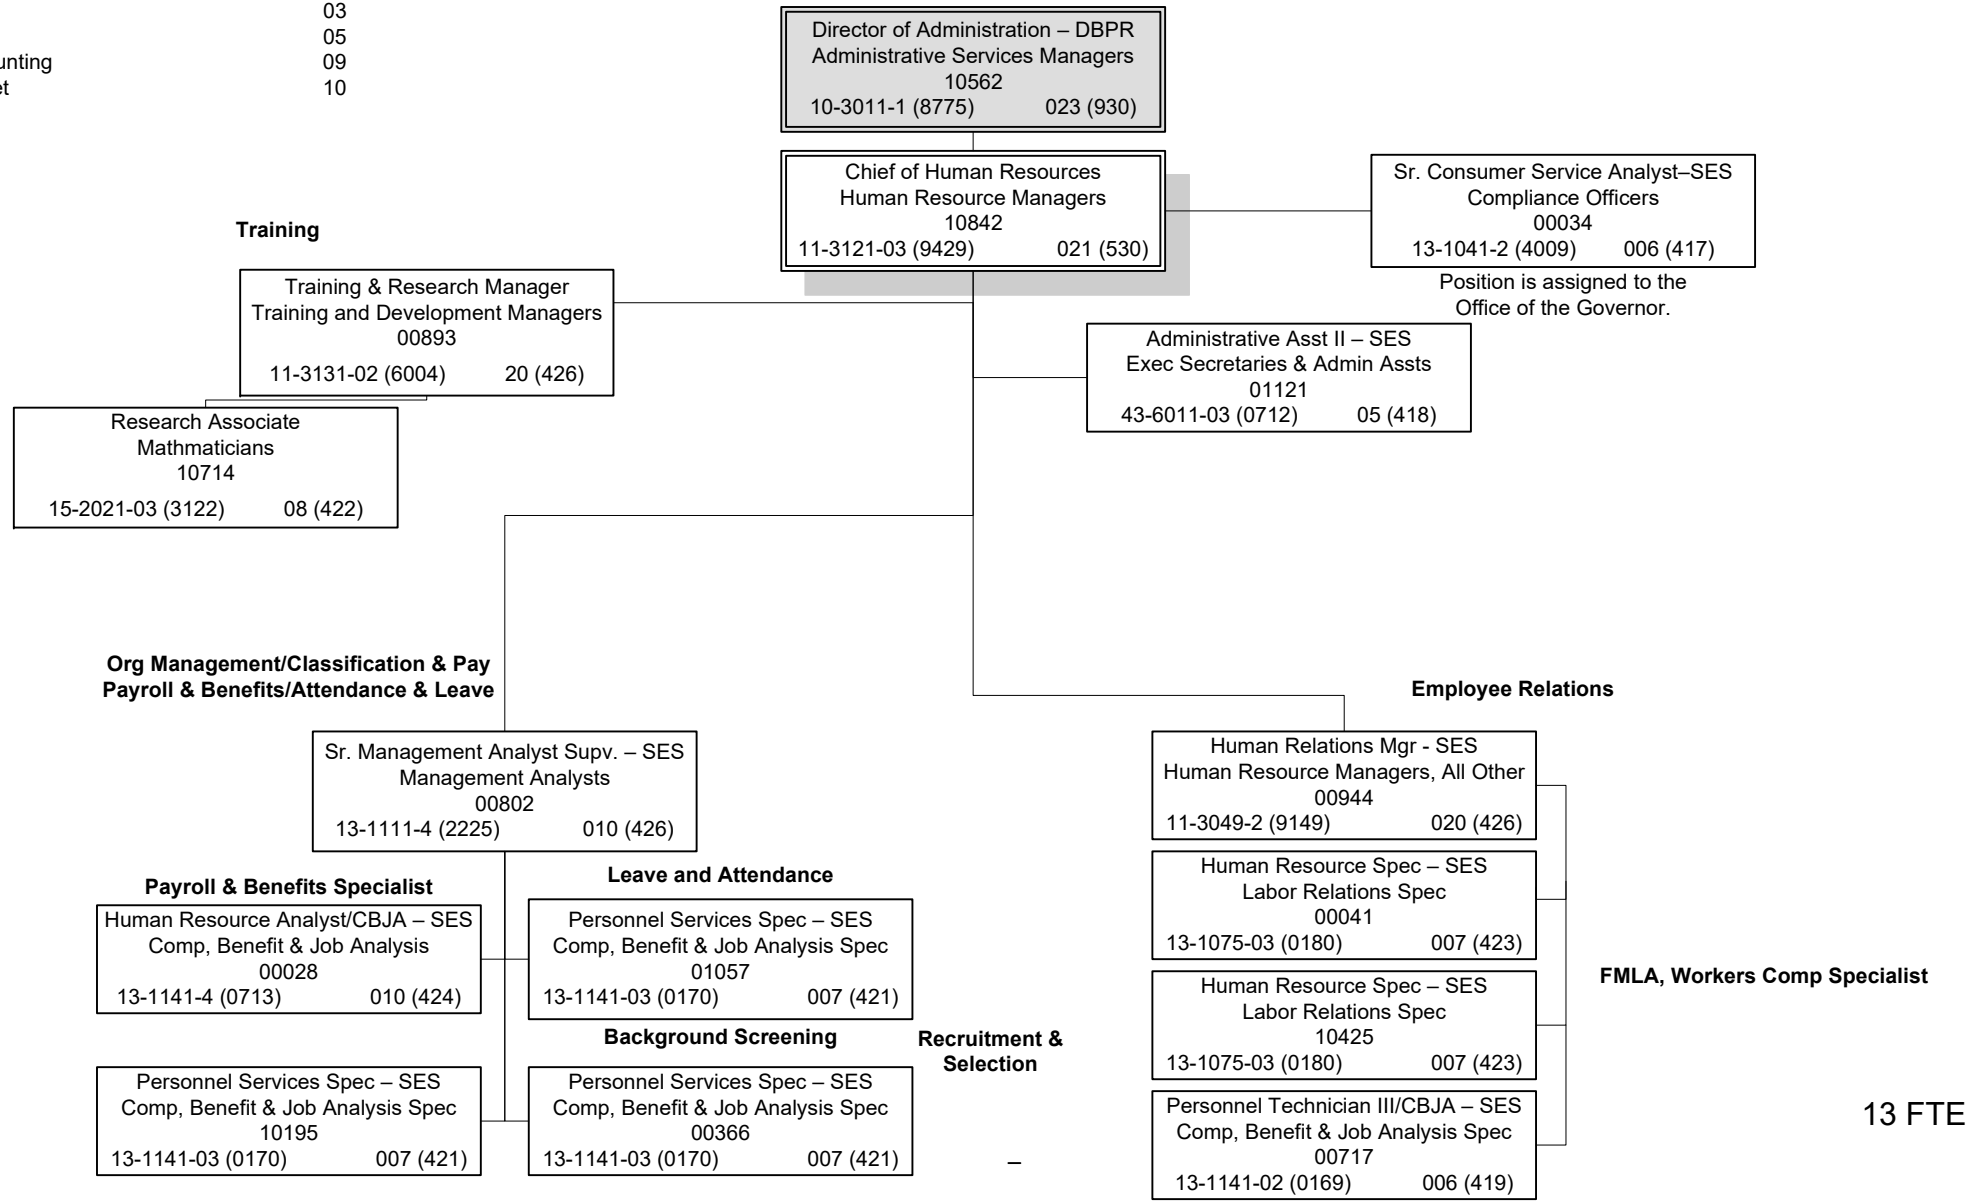 03
05
unting 09
et 10
Director of Administration – DBPR
Administrative Services Managers
10562
10-3011-1 (8775) 023 (930)
Chief of Human Resources
Human Resource Managers
10842
11-3121-03 (9429) 021 (530)
Sr. Consumer Service Analyst–SES
Compliance Officers
00034
13-1041-2 (4009) 006 (417)
Position is assigned to the
Office of the Governor.
Training
Training & Research Manager
Training and Development Managers
00893
11-3131-02 (6004) 20 (426)
Administrative Asst II – SES
Exec Secretaries & Admin Assts
01121
43-6011-03 (0712) 05 (418)
Research Associate
Mathmaticians
10714
15-2021-03 (3122) 08 (422)
Org Management/Classification & Pay
Payroll & Benefits/Attendance & Leave
Sr. Management Analyst Supv. – SES
Management Analysts
00802
13-1111-4 (2225) 010 (426)
Payroll & Benefits Specialist
Human Resource Analyst/CBJA – SES
Comp, Benefit & Job Analysis
00028
13-1141-4 (0713) 010 (424)
Leave and Attendance
Personnel Services Spec – SES
Comp, Benefit & Job Analysis Spec
01057
13-1141-03 (0170) 007 (421)
Personnel Services Spec – SES
Comp, Benefit & Job Analysis Spec
10195
13-1141-03 (0170) 007 (421)
Background Screening
Personnel Services Spec – SES
Comp, Benefit & Job Analysis Spec
00366
13-1141-03 (0170) 007 (421)
Recruitment &
Selection
–
Employee Relations
Human Relations Mgr - SES
Human Resource Managers, All Other
00944
11-3049-2 (9149) 020 (426)
Human Resource Spec – SES
Labor Relations Spec
00041
13-1075-03 (0180) 007 (423)
Human Resource Spec – SES
Labor Relations Spec
10425
13-1075-03 (0180) 007 (423)
Personnel Technician III/CBJA – SES
Comp, Benefit & Job Analysis Spec
00717
13-1141-02 (0169) 006 (419)
FMLA, Workers Comp Specialist
13 FTE